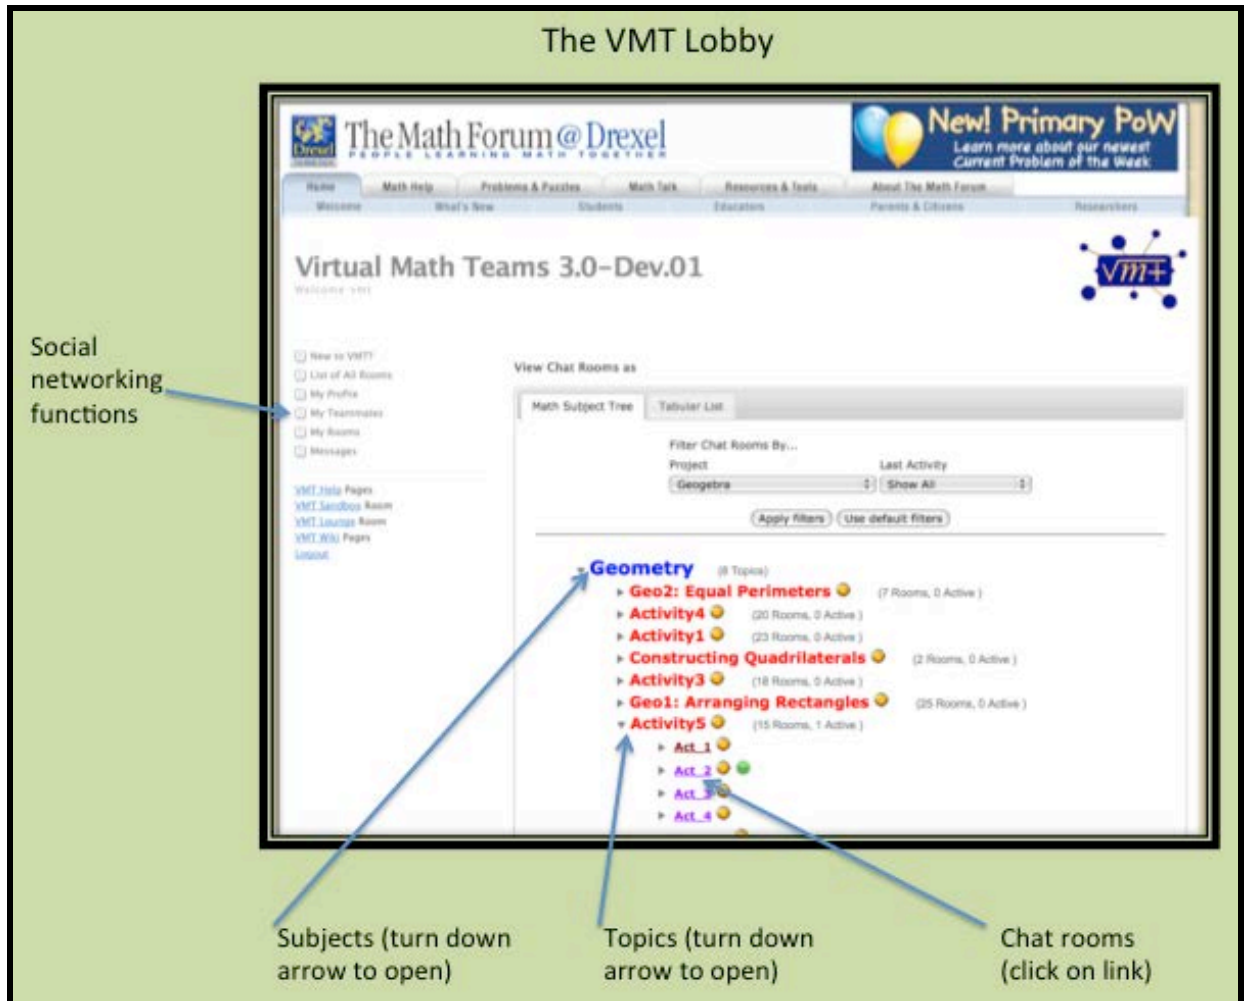 The VMT Lobby
Drexel
The Math Forum @ Drexel
PEOPLE LEARNING MATH TOGETHER
New! Primary PoW
Learn more about our newest
Current Problem of the Week
Home Math Help Problems & Puzzles Math Talk Resources & Tools About The Math Forum
Welcome What's New Students Educators Parents & Citizens Researchers
Virtual Math Teams 3.0-Dev.01
Welcome vmt
√m+
Social
networking
functions
New to VMT?
List of All Rooms
My Profile
My Teammates
My Rooms
Messages
VMT Help Pages
VMT Sandbox Room
VMT Lounge Room
VMT Wiki Pages
Logout
View Chat Rooms as
Math Subject Tree Tabular List
Filter Chat Rooms By...
Project Last Activity
Geogebra Show All
Apply filters Use default filters
Geometry (8 Topics)
Geo2: Equal Perimeters (7 Rooms, 0 Active )
Activity4 (20 Rooms, 0 Active )
Activity1 (23 Rooms, 0 Active )
Constructing Quadrilaterals (2 Rooms, 0 Active )
Activity3 (18 Rooms, 0 Active )
Geo1: Arranging Rectangles (25 Rooms, 0 Active )
Activity5 (15 Rooms, 1 Active )
Act_1
Act_2
Act_3
Act_4
Subjects (turn down
arrow to open)
Topics (turn down
arrow to open)
Chat rooms
(click on link)